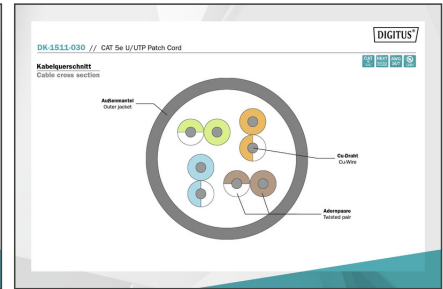 DIGITUS®
DK-1511-030 // CAT 5e U/UTP Patch Cord
Kabelquerschnitt
Cable cross section
Außenmantel
Outer jacket
Cu-Draht
Cu-Wire
Adernpaare
Twisted pair